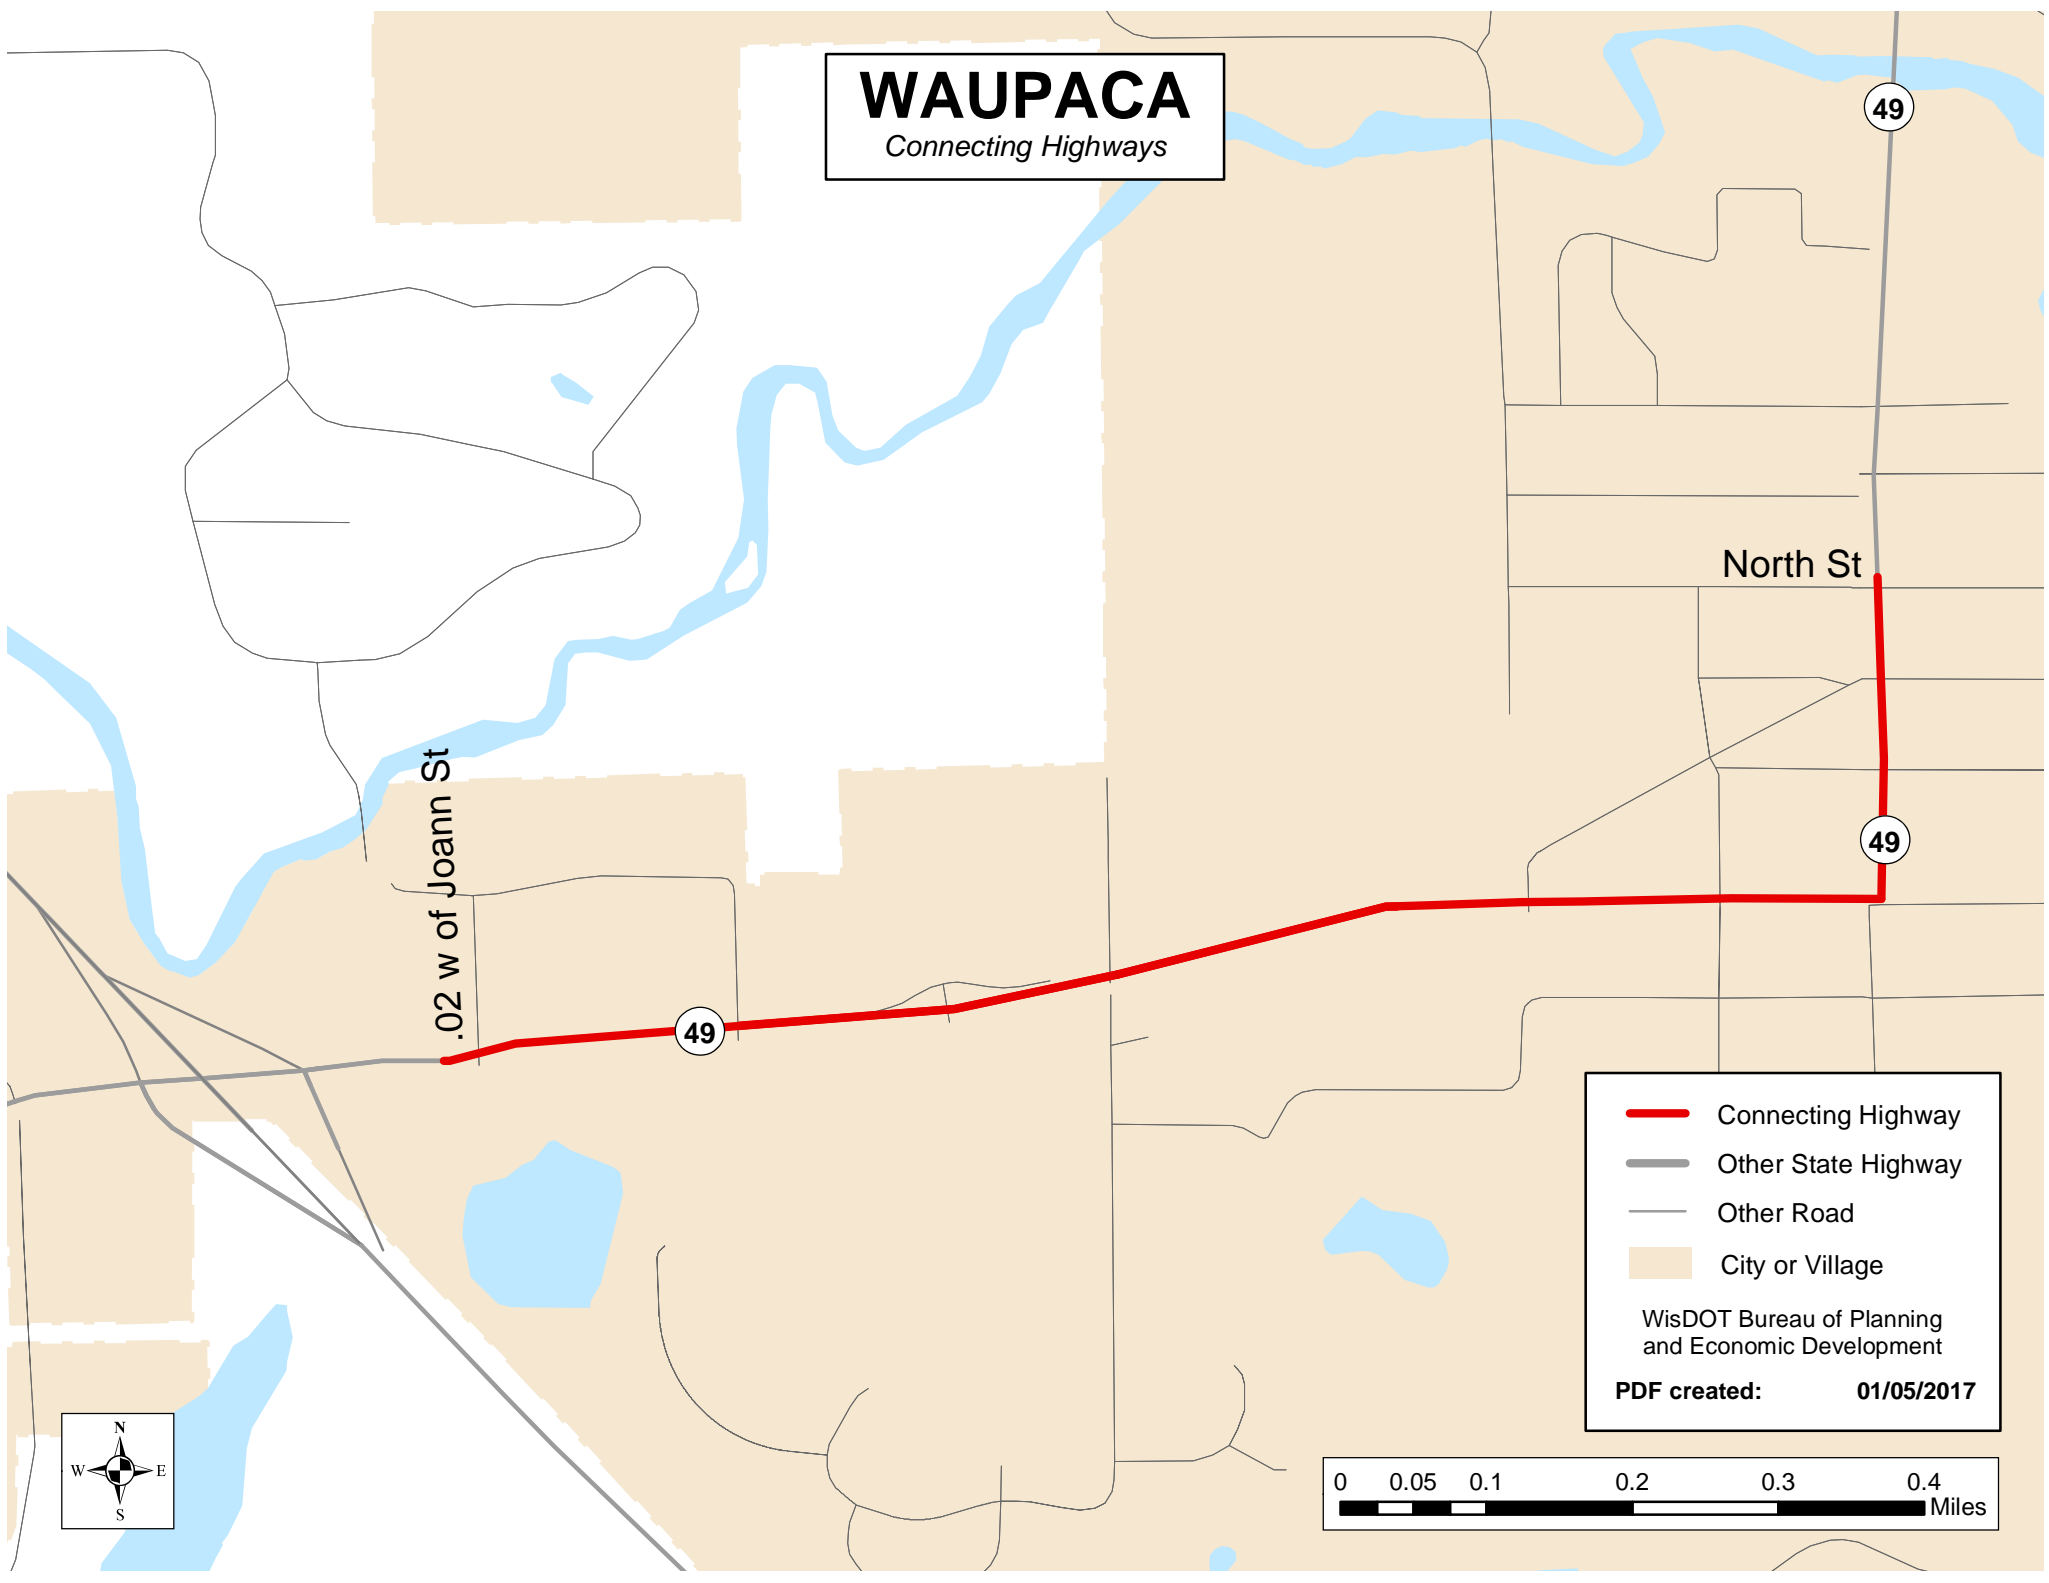 WAUPACA
Connecting Highways
49
North St
49
.02 w of Joann St
49
Connecting Highway
Other State Highway
Other Road
City or Village
WisDOT Bureau of Planning
and Economic Development
PDF created: 01/05/2017
N
W E
S
0 0.05 0.1 0.2 0.3 0.4
Miles